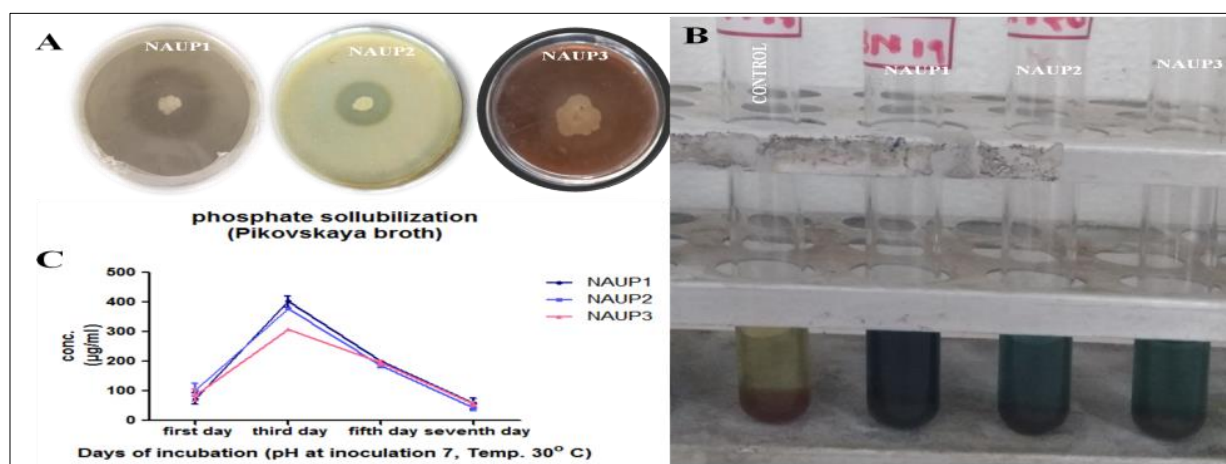 A
NAUP1
NAUP2
NAUP3
B
CONTROL
NAUP1
NAUP2
NAUP3
phosphate sollubilization
(Pikovskaya broth)
C
NAUP1
NAUP2
NAUP3
500
400
300
200
100
0
conc.
(µg/ml)
first day third day fifth day seventh day
Days of incubation (pH at inoculation 7, Temp. 30° C)